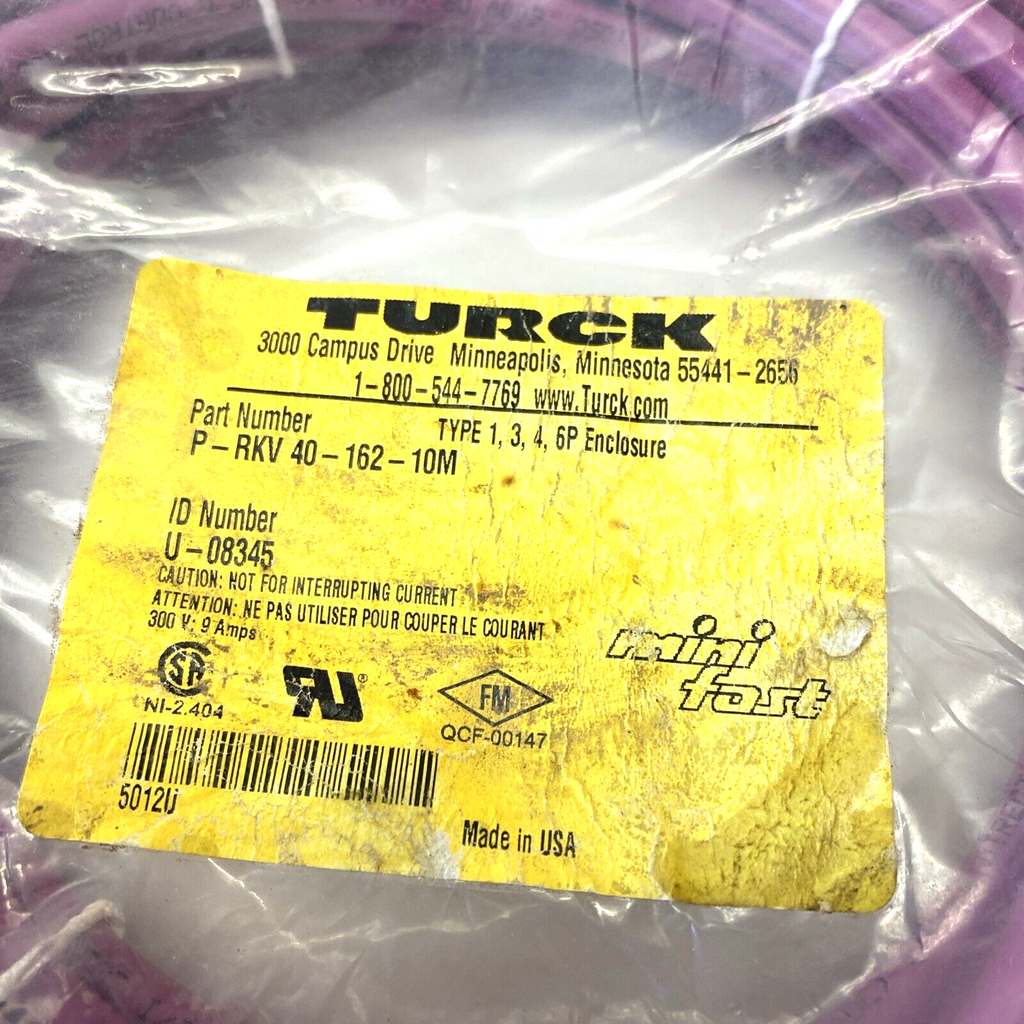 TURCK
3000 Campus Drive Minneapolis, Minnesota 55441-2656
1-800-544-7769 www.Turck.com
Part Number TYPE 1, 3, 4, 6P Enclosure
P-RKV 40-162-10M
ID Number
U-08345
CAUTION: NOT FOR INTERRUPTING CURRENT
ATTENTION: NE PAS UTILISER POUR COUPER LE COURANT
300 V: 9 Amps
SA
RU®
FM
NI-2.404
QCF-00147
mini
fast
5012U
Made in USA